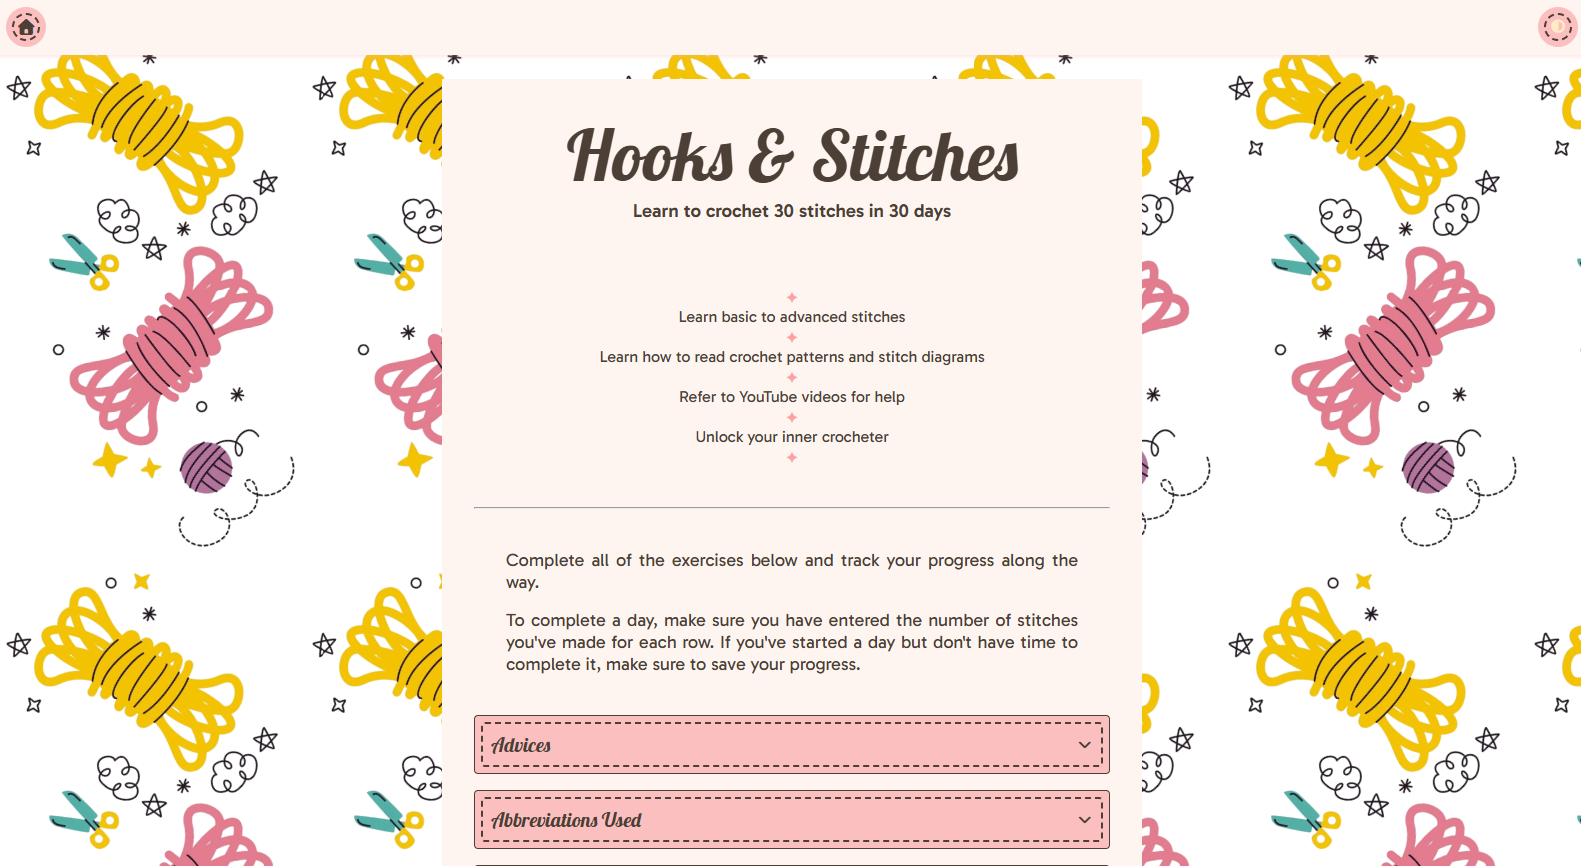 Hooks & Stitches
Learn to crochet 30 stitches in 30 days
Learn basic to advanced stitches
Learn how to read crochet patterns and stitch diagrams
Refer to YouTube videos for help
Unlock your inner crocheter
Complete all of the exercises below and track your progress along the
way.
To complete a day, make sure you have entered the number of stitches
you've made for each row. If you've started a day but don't have time to
complete it, make sure to save your progress.
Advices
Abbreviations Used